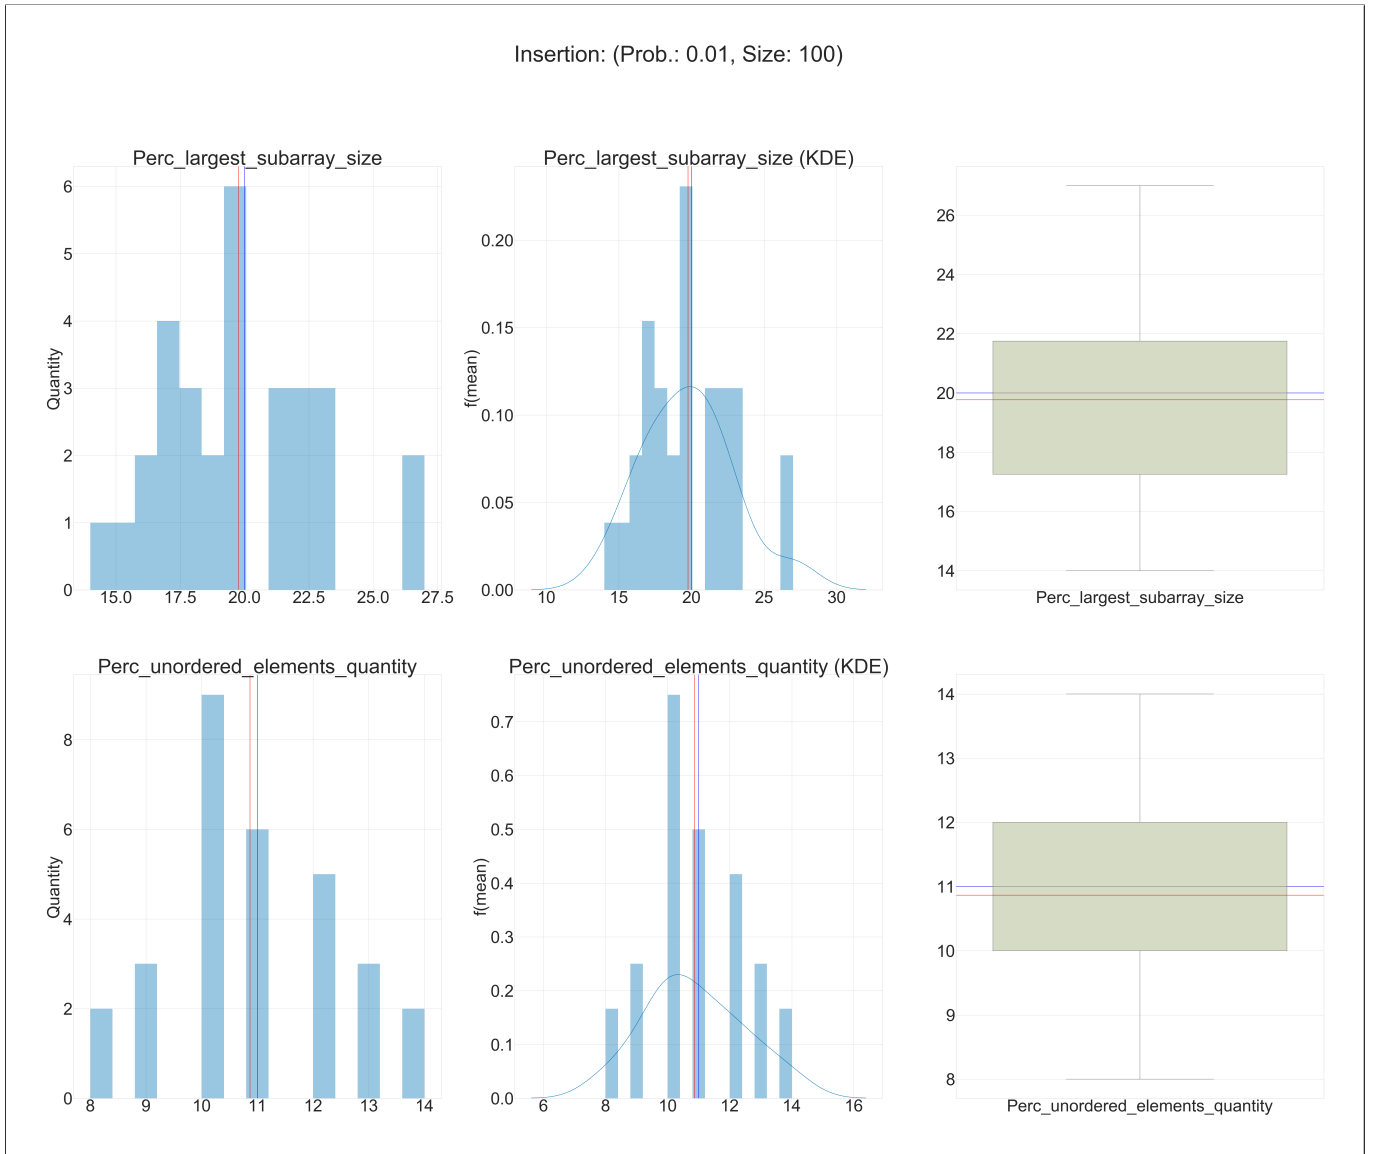 Insertion: (Prob.: 0.01, Size: 100)
Perc_largest_subarray_size
Quantity
6
5
4
3
2
1
0
15.0 17.5 20.0 22.5 25.0 27.5
Perc_largest_subarray_size (KDE)
f(mean)
0.20
0.15
0.10
0.05
0.00
10 15 20 25 30
26
24
22
20
18
16
14
Perc_largest_subarray_size
Perc_unordered_elements_quantity
Quantity
8
6
4
2
0
8 9 10 11 12 13 14
Perc_unordered_elements_quantity (KDE)
f(mean)
0.7
0.6
0.5
0.4
0.3
0.2
0.1
0.0
6 8 10 12 14 16
14
13
12
11
10
9
8
Perc_unordered_elements_quantity